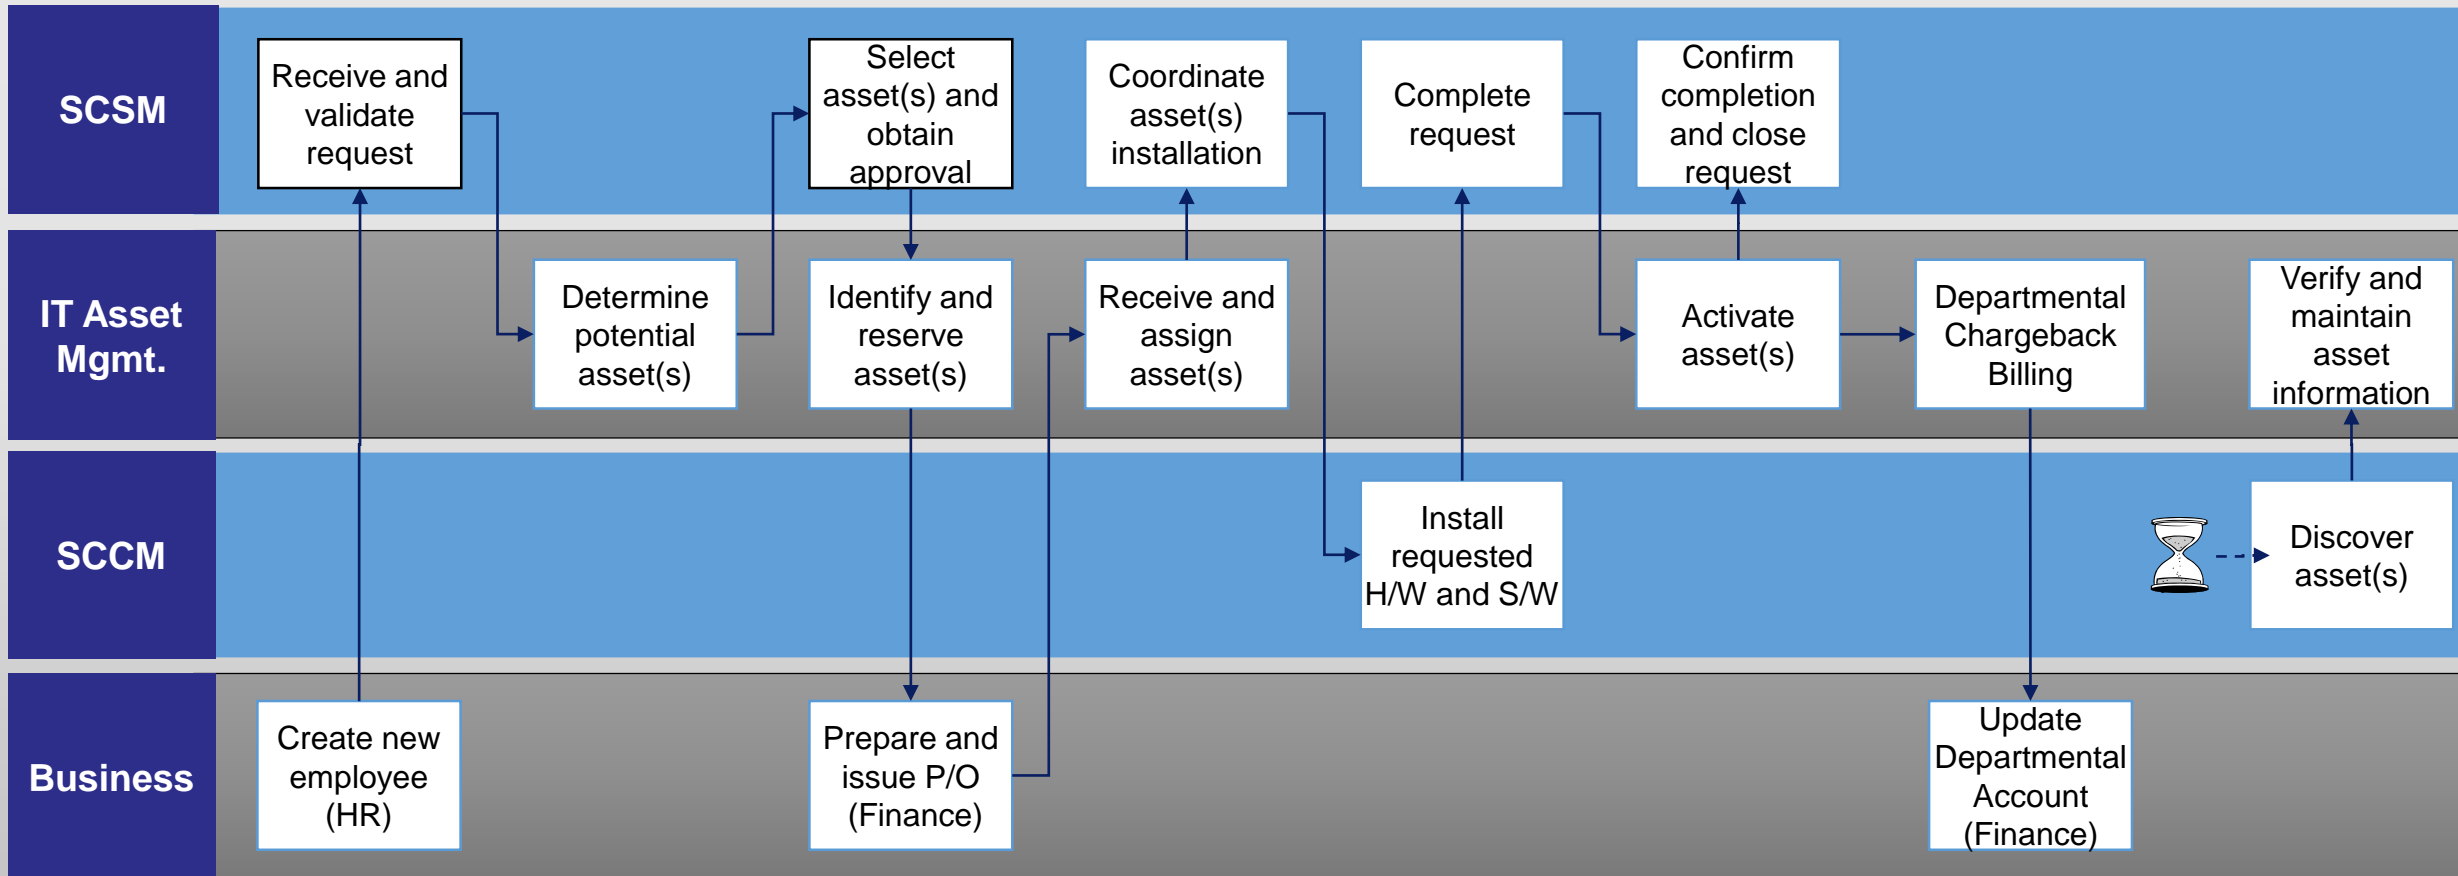 SCSM
Receive and
validate
request
Select
asset(s) and
obtain
approval
Coordinate
asset(s)
installation
Complete
request
Confirm
completion
and close
request
IT Asset
Mgmt.
Determine
potential
asset(s)
Identify and
reserve
asset(s)
Receive and
assign
asset(s)
Activate
asset(s)
Departmental
Chargeback
Billing
Verify and
maintain
asset
information
SCCM
Install
requested
H/W and S/W
Discover
asset(s)
Business
Create new
employee
(HR)
Prepare and
issue P/O
(Finance)
Update
Departmental
Account
(Finance)